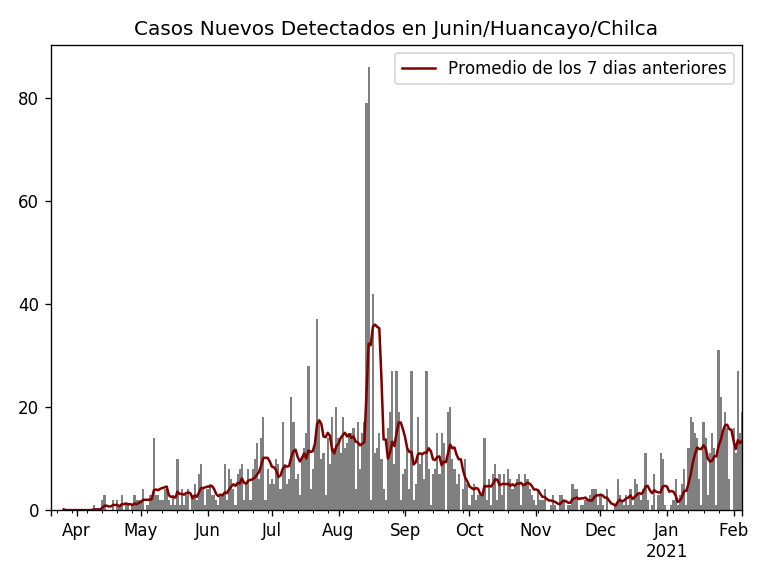 Casos Nuevos Detectados en Junin/Huancayo/Chilca
Promedio de los 7 dias anteriores
80
60
40
20
0
Apr May Jun Jul Aug Sep Oct Nov Dec Jan Feb
2021